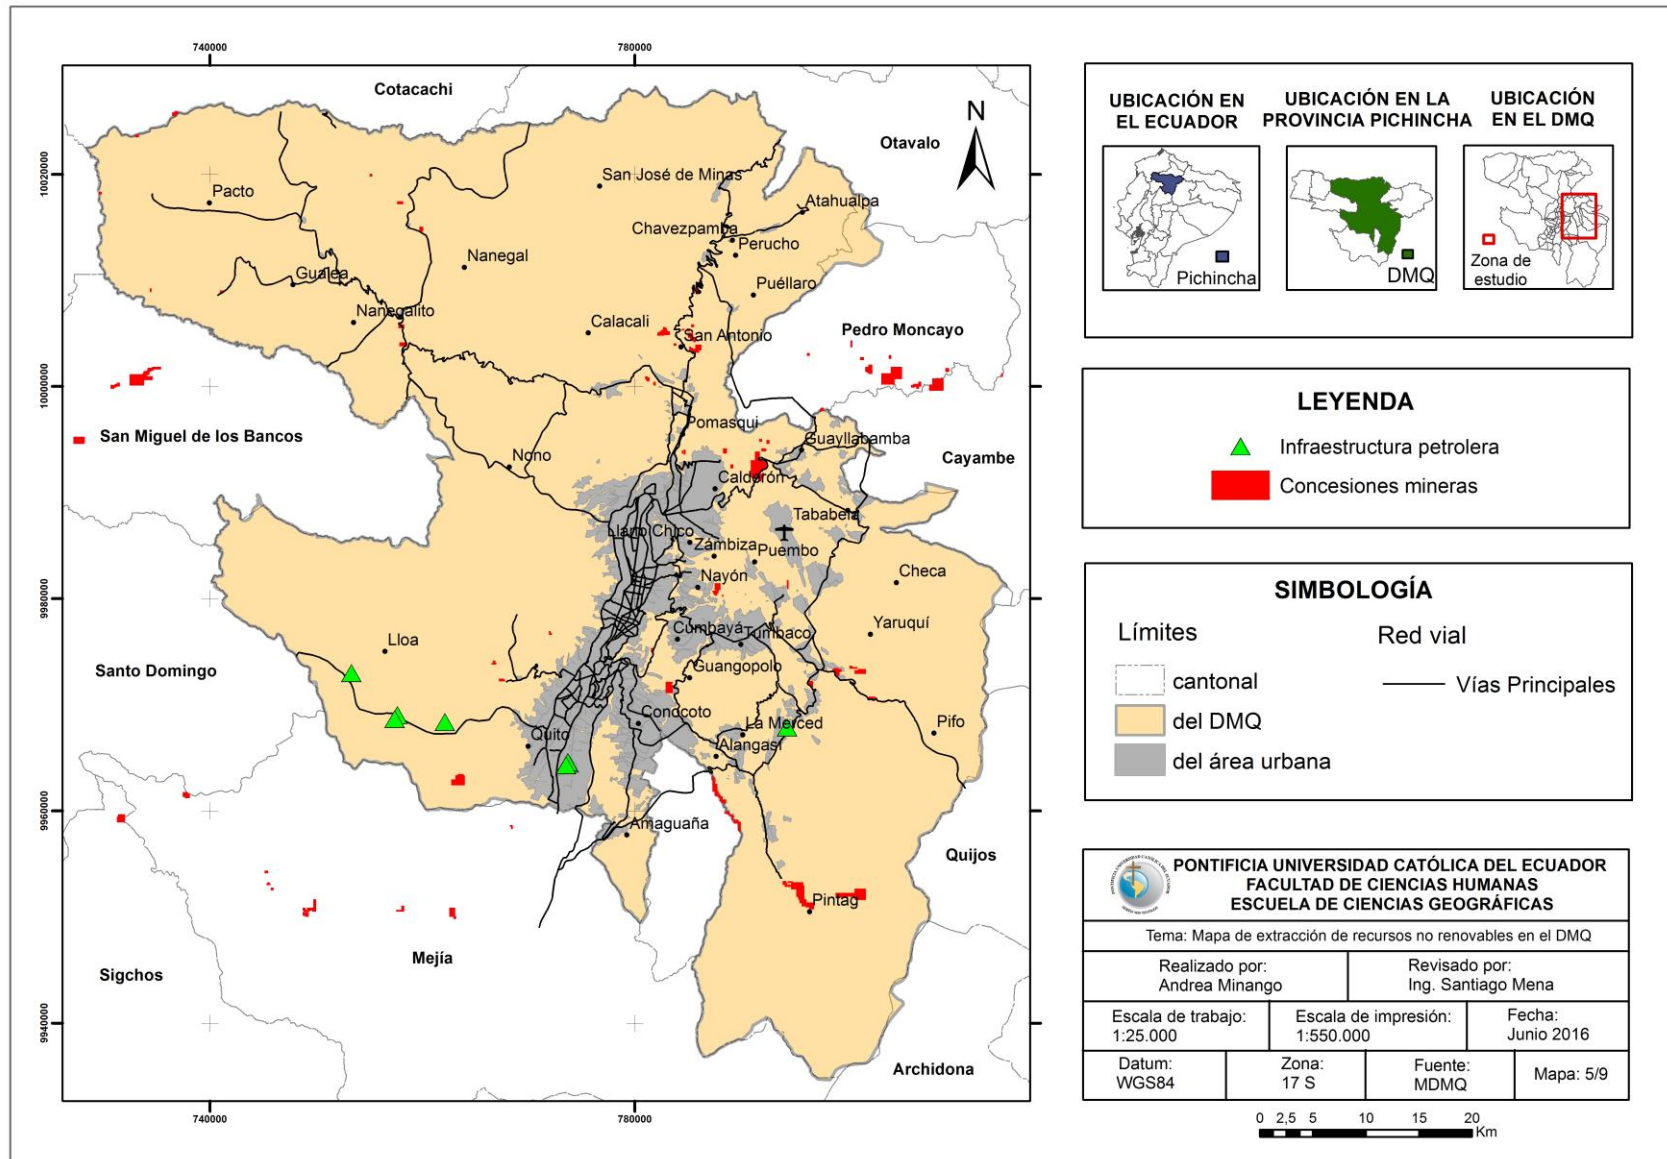 740000
780000
Cotacachi
Otavalo
N
10020000
San José de Minas
Pacto
Atahualpa
Chavezpamba
Perucho
Nanegal
Gualea
Puéllaro
Nanegalito
Calacali
San Antonio
Pedro Moncayo
10000000
San Miguel de los Bancos
Pomasqui
Guayllabamba
Nono
Cayambe
Calderón
Tababela
Llano Chico
Zámbiza
Puembo
Checa
Nayón
9980000
Yaruquí
Lloa
Cumbayá
Tumbaco
Santo Domingo
Guangopolo
Conocoto
La Merced
Pifo
Quito
Alangasí
9960000
Amaguaña
Quijos
Pintag
Mejía
Sigchos
9940000
Archidona
740000
780000
UBICACIÓN EN
EL ECUADOR
UBICACIÓN EN LA
PROVINCIA PICHINCHA
UBICACIÓN
EN EL DMQ
Pichincha
DMQ
Zona de
estudio
LEYENDA
Infraestructura petrolera
Concesiones mineras
SIMBOLOGÍA
Límites
Red vial
cantonal
Vías Principales
del DMQ
del área urbana
PONTIFICIA UNIVERSIDAD CATÓLICA DEL ECUADOR
FACULTAD DE CIENCIAS HUMANAS
ESCUELA DE CIENCIAS GEOGRÁFICAS
Tema: Mapa de extracción de recursos no renovables en el DMQ
Realizado por:
Andrea Minango
Revisado por:
Ing. Santiago Mena
Escala de trabajo:
1:25.000
Escala de impresión:
1:550.000
Fecha:
Junio 2016
Datum:
WGS84
Zona:
17 S
Fuente:
MDMQ
Mapa: 5/9
0 2,5 5 10 15 20
Km